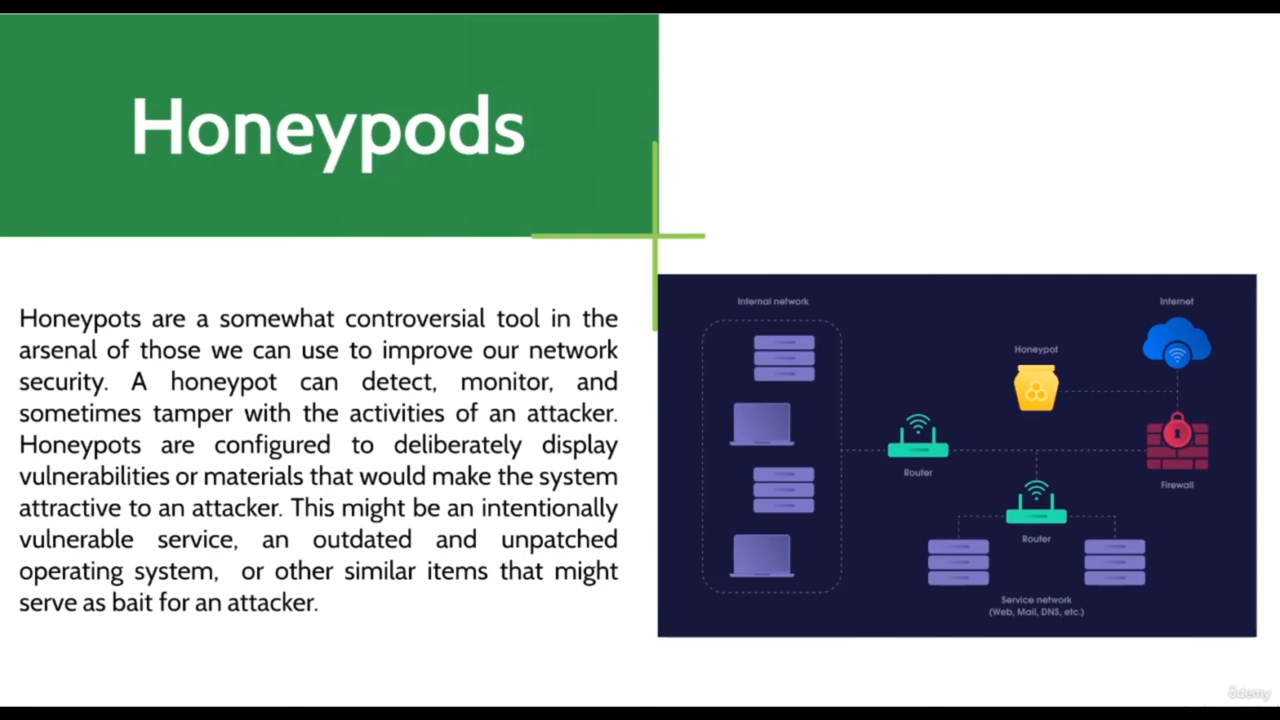 Honeypods
Honeypots are a somewhat controversial tool in the
arsenal of those we can use to improve our network
security. A honeypot can detect, monitor, and
sometimes tamper with the activities of an attacker.
Honeypots are configured to deliberately display
vulnerabilities or materials that would make the system
attractive to an attacker. This might be an intentionally
vulnerable service, an outdated and unpatched
operating system, or other similar items that might
serve as bait for an attacker.
Internal network
Internet
Honeypot
Router
Firewall
Router
Service network
(Web, Mail, DNS, etc.)
ûdemy